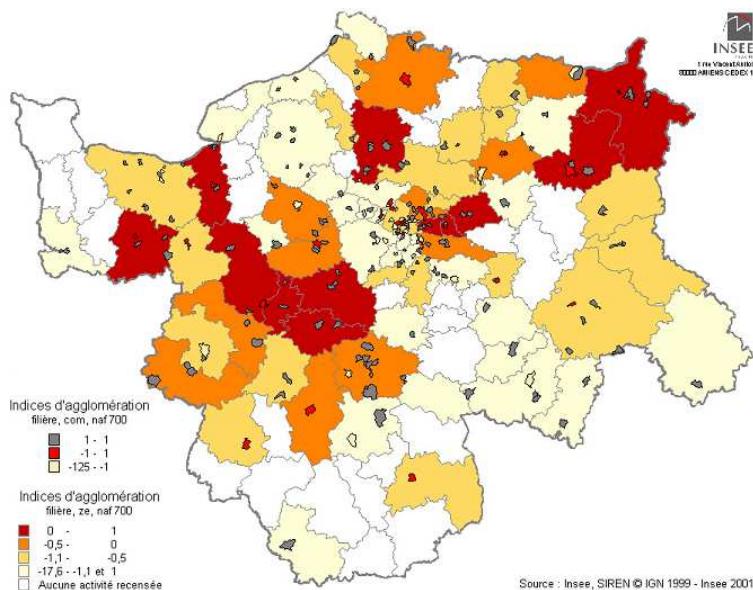 INSEE
Indices d'agglomération
filière, com, naf 700
1 - 1
-1 - 1
-125 - -1
Indices d'agglomération
filière, ze, naf 700
0 - 1
-0,5 - 0
-1,1 - -0,5
-17,6 - -1,1 et 1
Aucune activité recensée
Source : Insee, SIREN © IGN 1999 - Insee 2001